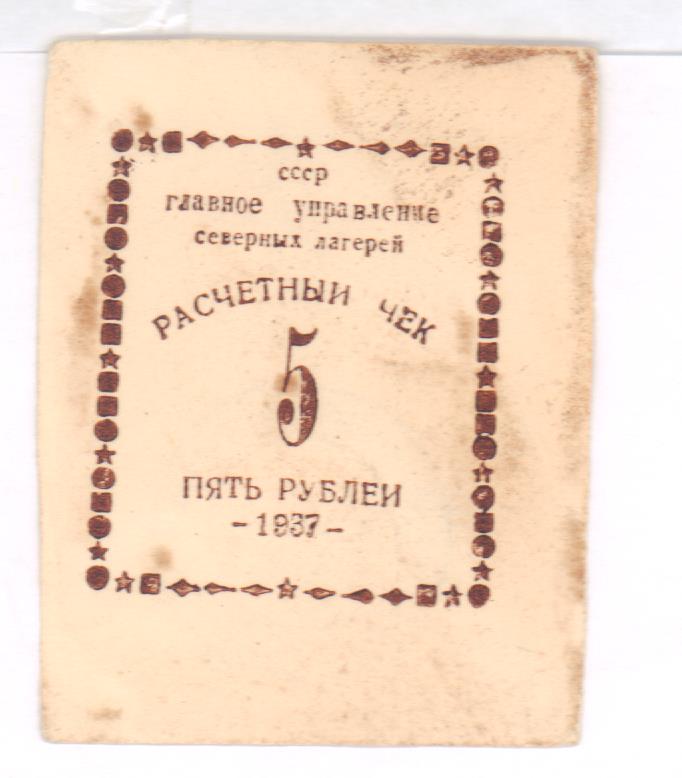 СССР
главное управление
северных лагерей
РАСЧЕТНЫЙ ЧЕК
5
ПЯТЬ РУБЛЕЙ
-1937-